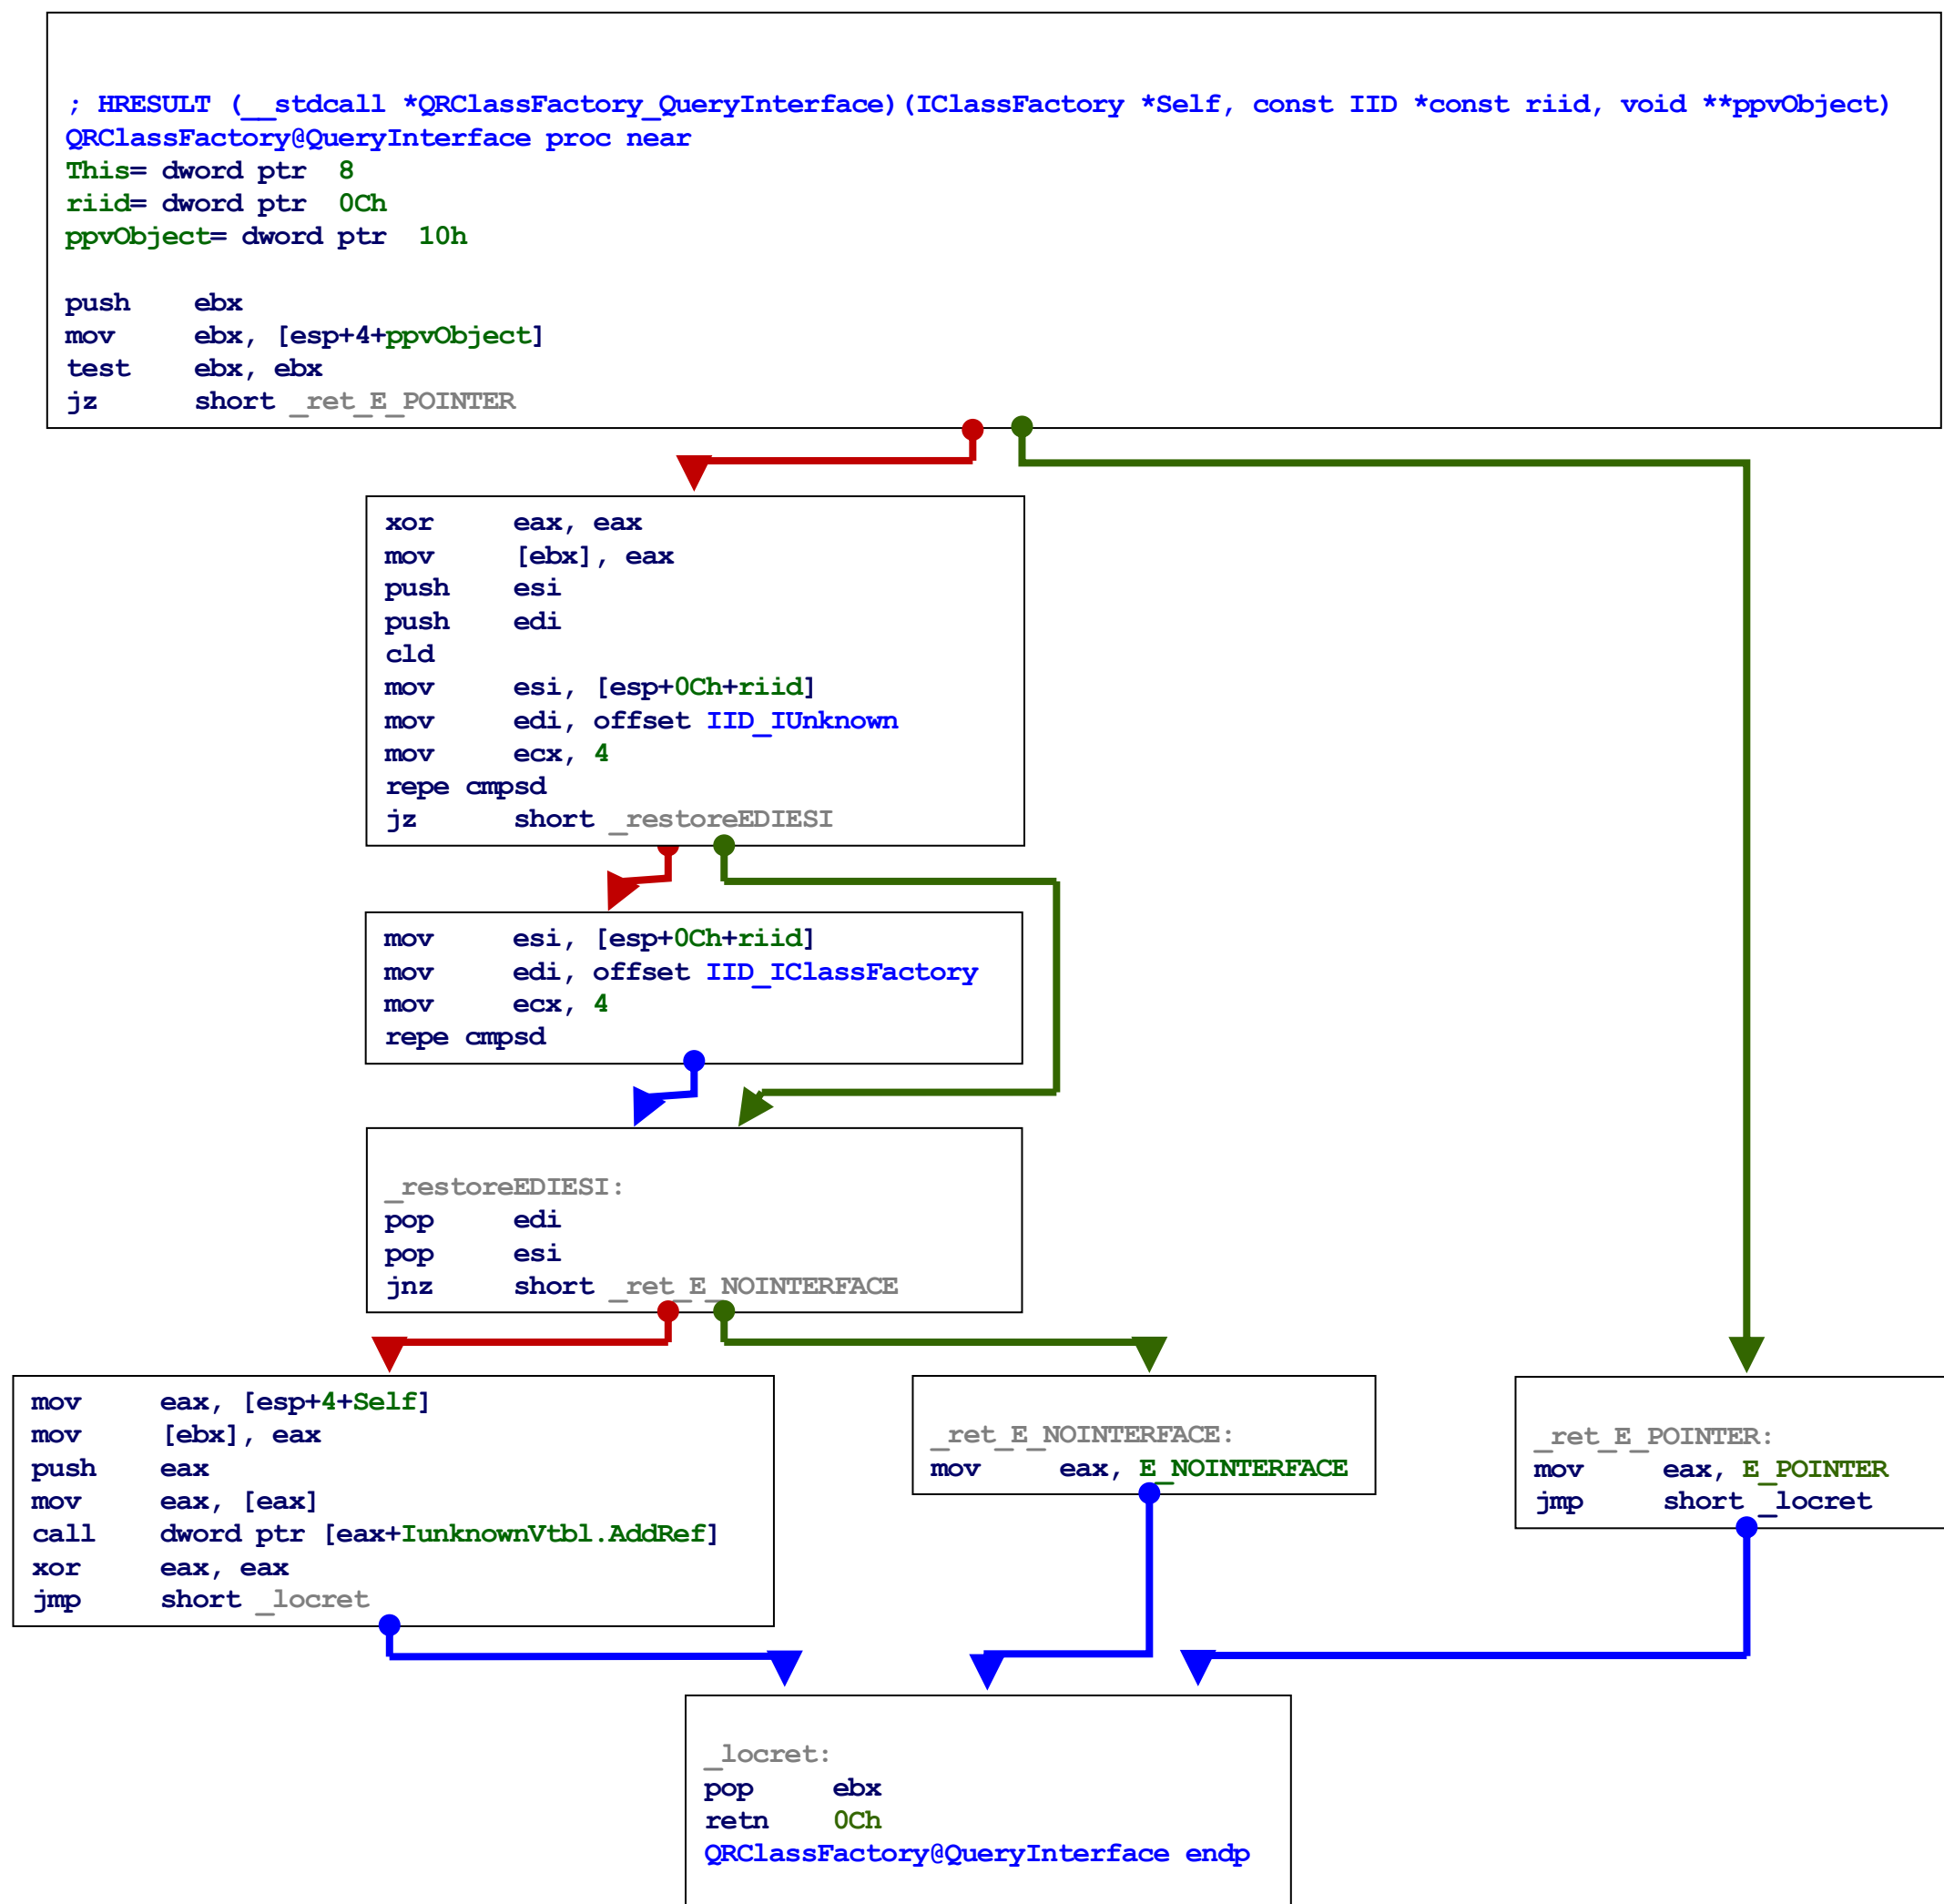 ; HRESULT (__stdcall *QRClassFactory_QueryInterface)(IClassFactory *Self, const IID *const riid, void **ppvObject)
QRClassFactory@QueryInterface proc near
This= dword ptr  8
riid= dword ptr  0Ch
ppvObject= dword ptr  10h
push    ebx
mov     ebx, [esp+4+ppvObject]
test    ebx, ebx
jz      short _ret_E_POINTER
xor     eax, eax
mov     [ebx], eax
push    esi
push    edi
cld
mov     esi, [esp+0Ch+riid]
mov     edi, offset IID_IUnknown
mov     ecx, 4
repe cmpsd
jz      short _restoreEDIESI
mov     esi, [esp+0Ch+riid]
mov     edi, offset IID_IClassFactory
mov     ecx, 4
repe cmpsd
_restoreEDIESI:
pop     edi
pop     esi
jnz     short _ret_E_NOINTERFACE
mov     eax, [esp+4+Self]
mov     [ebx], eax
push    eax
mov     eax, [eax]
call    dword ptr [eax+IunknownVtbl.AddRef]
xor     eax, eax
jmp     short _locret
_ret_E_NOINTERFACE:
mov     eax, E_NOINTERFACE
_ret_E_POINTER:
mov     eax, E_POINTER
jmp     short _locret
_locret:
pop     ebx
retn    0Ch
QRClassFactory@QueryInterface endp